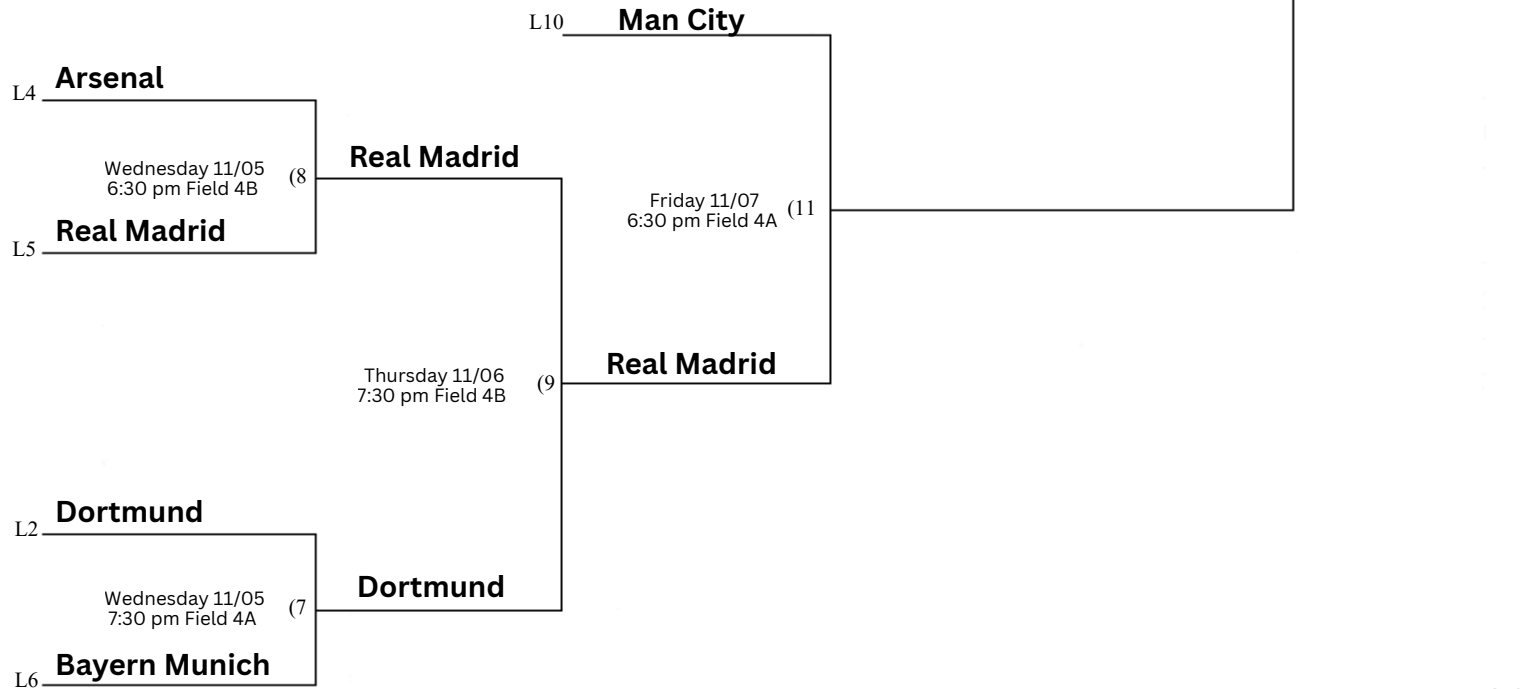 L10 Man City
Arsenal
L4
Real Madrid
Wednesday 11/05
6:30 pm Field 4B
(8
Friday 11/07
6:30 pm Field 4A
(11
Real Madrid
L5
Real Madrid
Thursday 11/06
7:30 pm Field 4B
(9
Dortmund
L2
Dortmund
Wednesday 11/05
7:30 pm Field 4A
(7
Bayern Munich
L6